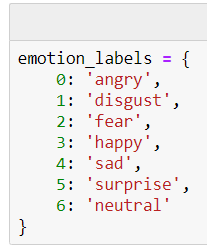 emotion_labels = {
    0: 'angry',
    1: 'disgust',
    2: 'fear',
    3: 'happy',
    4: 'sad',
    5: 'surprise',
    6: 'neutral'
}